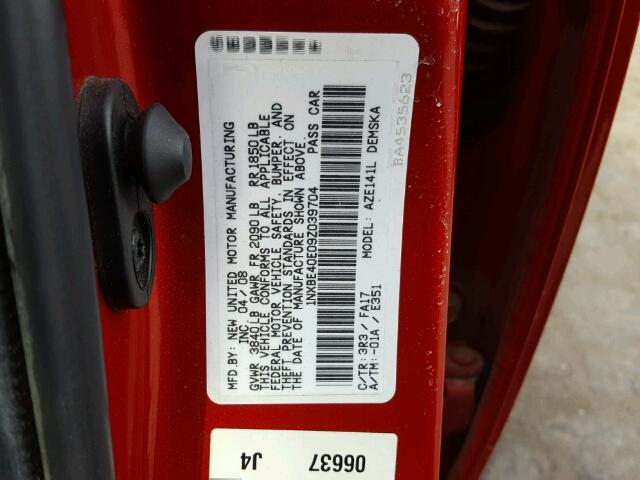 MFD.BY: NEW UNITED MOTOR MANUFACTURING
INC. 04/08
GVWR 3840LB GAWR FR 2090LB RR 1850LB
THIS VEHICLE CONFORMS TO ALL APPLICABLE
FEDERAL MOTOR VEHICLE SAFETY, BUMPER, AND
THEFT PREVENTION STANDARDS IN EFFECT ON
THE DATE OF MANUFACTURE SHOWN ABOVE.
1NXBE40E09Z039704 PASS CAR
MODEL: AZE141L DEMSKA
C/TR: 3R3 / FA17
A/TM: -01A / E351
BA4535623
06637
J4